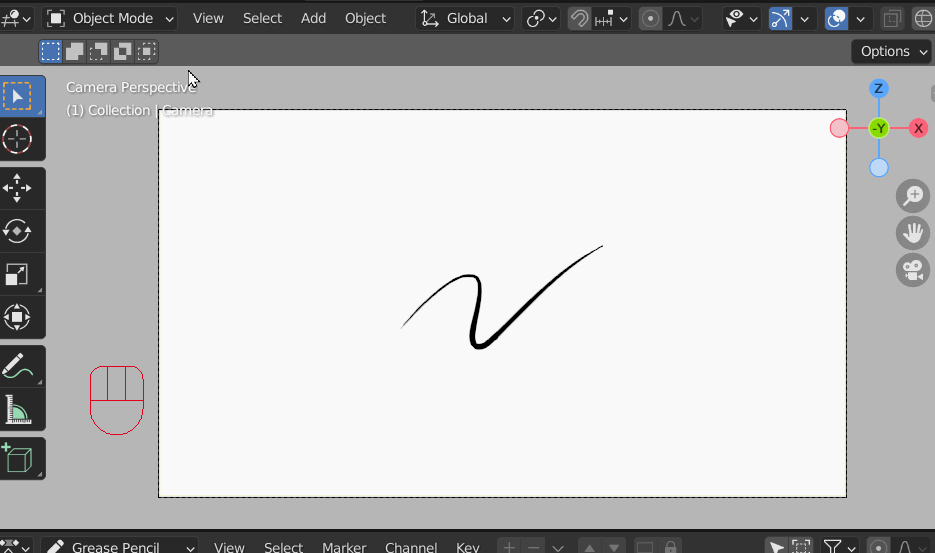 Object Mode View Select Add Object Global
Options
Camera Perspective
(1) Collection | Camera
Z
-Y X
Grease Pencil View Select Marker Channel Key